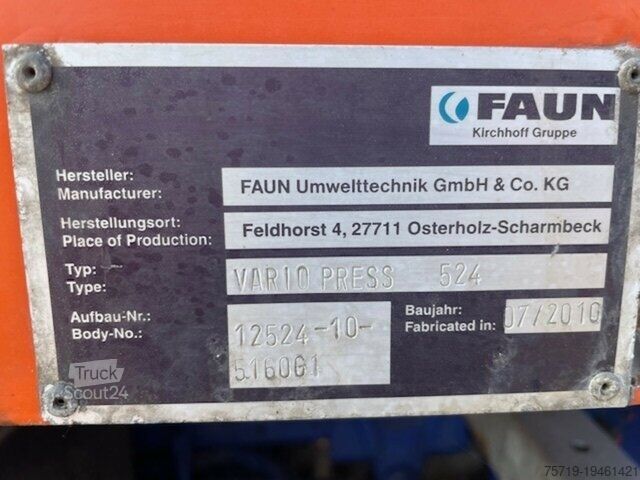 FAUN
Kirchhoff Gruppe
Hersteller:
Manufacturer:
FAUN Umwelttechnik GmbH & Co. KG
Herstellungsort:
Place of Production:
Feldhorst 4, 27711 Osterholz-Scharmbeck
Typ:
Type:
VARIO PRESS 524
Aufbau-Nr.:
Body-No.:
12524-10-
516001
Baujahr:
Fabricated in:
07/2010
Truck
Scout24
75719-19461421